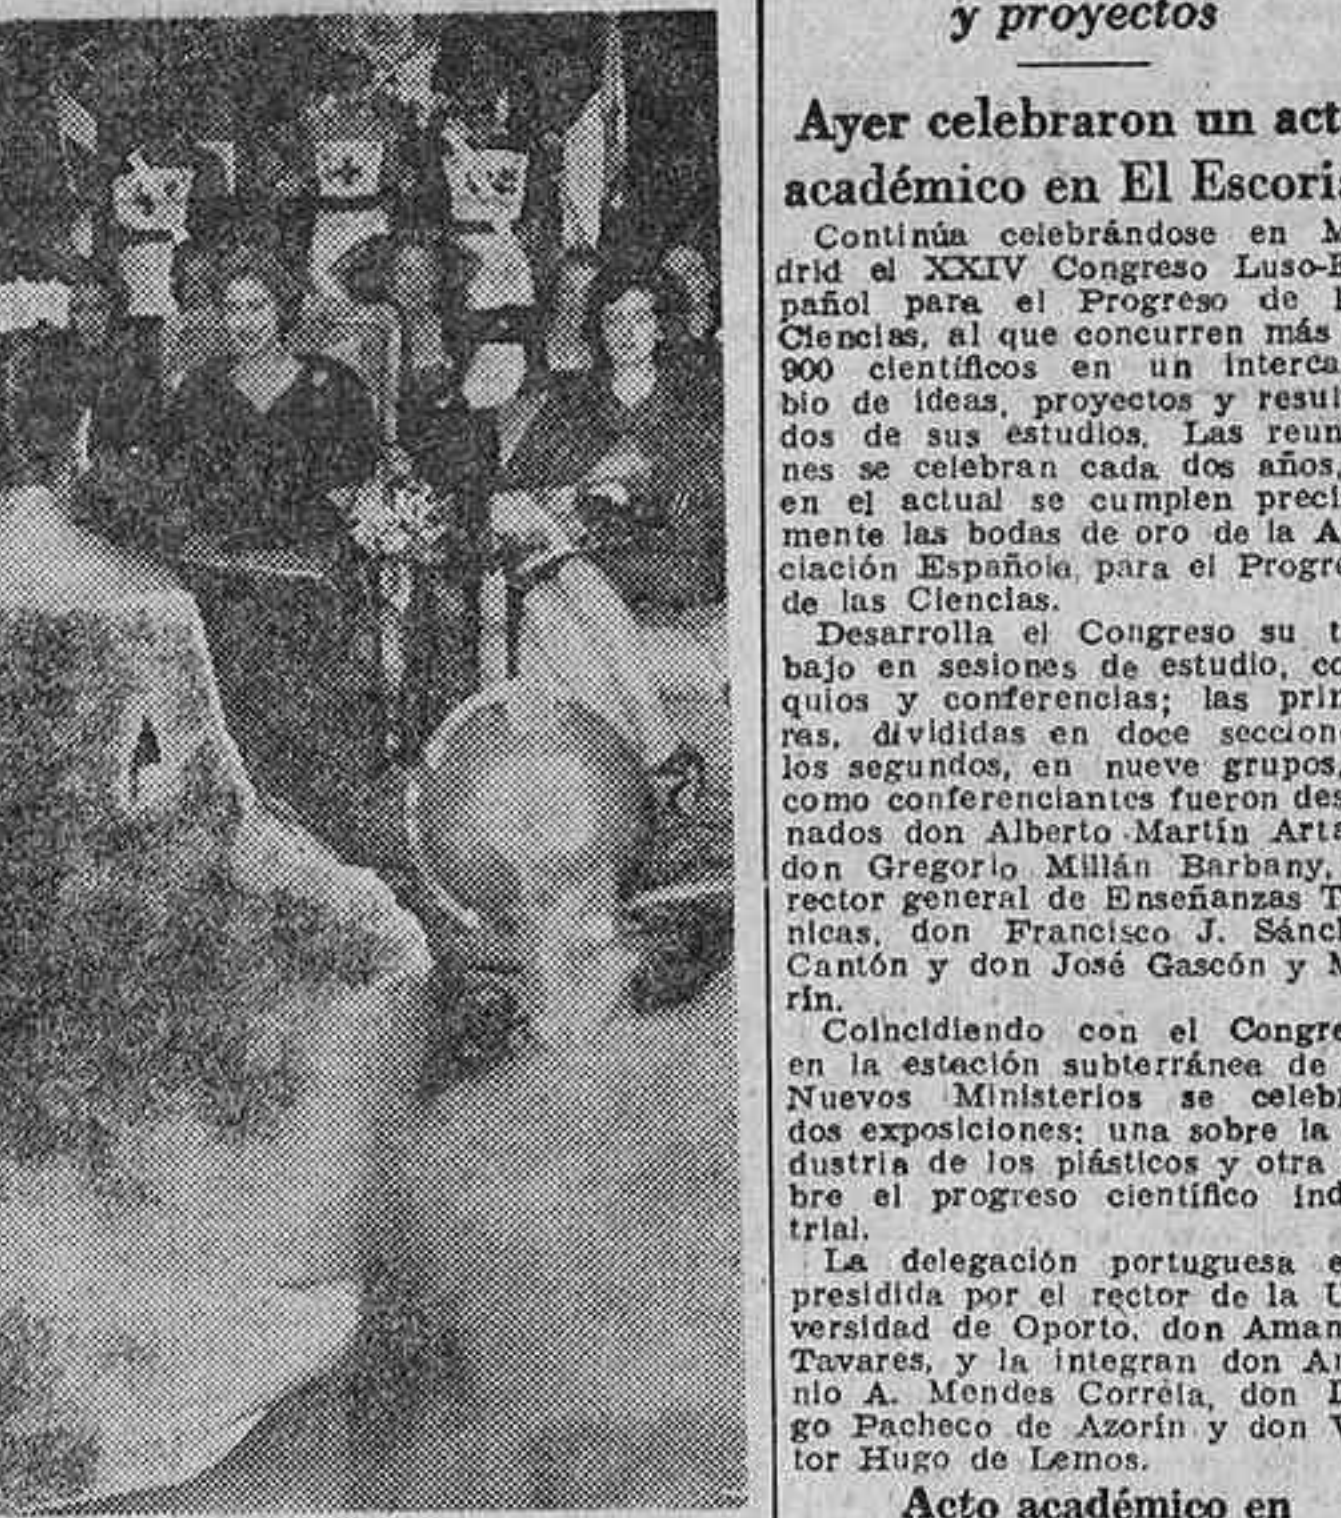 y proyectos
Ayer celebraron un act
académico en El Escori
Continúa celebrándose en M
drid el XXIV Congreso Luso-E
pañol para el Progreso de
Ciencias, al que concurren más
900 científicos en un interca
bio de ideas, proyectos y resul
dos de sus estudios. Las reun
nes se celebran cada dos años,
en el actual se cumplen preci
mente las bodas de oro de la A
ciación Española para el Progre
de las Ciencias.
Desarrolla el Congreso su t
bajo en sesiones de estudio, co
quios y conferencias; las prim
ras, divididas en doce seccion
los segundos, en nueve grupos,
como conferenciantes fueron des
nados don Alberto Martín Arta
don Gregorio Millán Barbany,
rector general de Enseñanzas T
nicas, don Francisco J. Sánch
Cantón y don José Gascón y M
rín.
Coincidiendo con el Congre
en la estación subterránea de
Nuevos Ministerios se celebr
dos exposiciones: una sobre la
dustria de los plásticos y otra
bre el progreso científico ind
trial.
La delegación portuguesa e
presidida por el rector de la U
versidad de Oporto, don Aman
Tavares, y la integran don An
nio A. Mendes Corréia, don D
go Pacheco de Azorín y don V
tor Hugo de Lemos.
Acto académico en